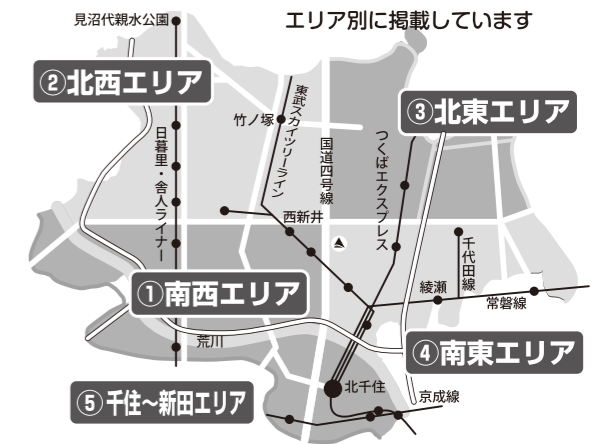 エリア別に掲載しています
見沼代親水公園
②北西エリア
③北東エリア
竹ノ塚
東武スカイツリーライン
国道四号線
つくばエクスプレス
日暮里・舎人ライナー
西新井
千代田線
綾瀬
常磐線
①南西エリア
荒川
④南東エリア
北千住
京成線
⑤千住〜新田エリア